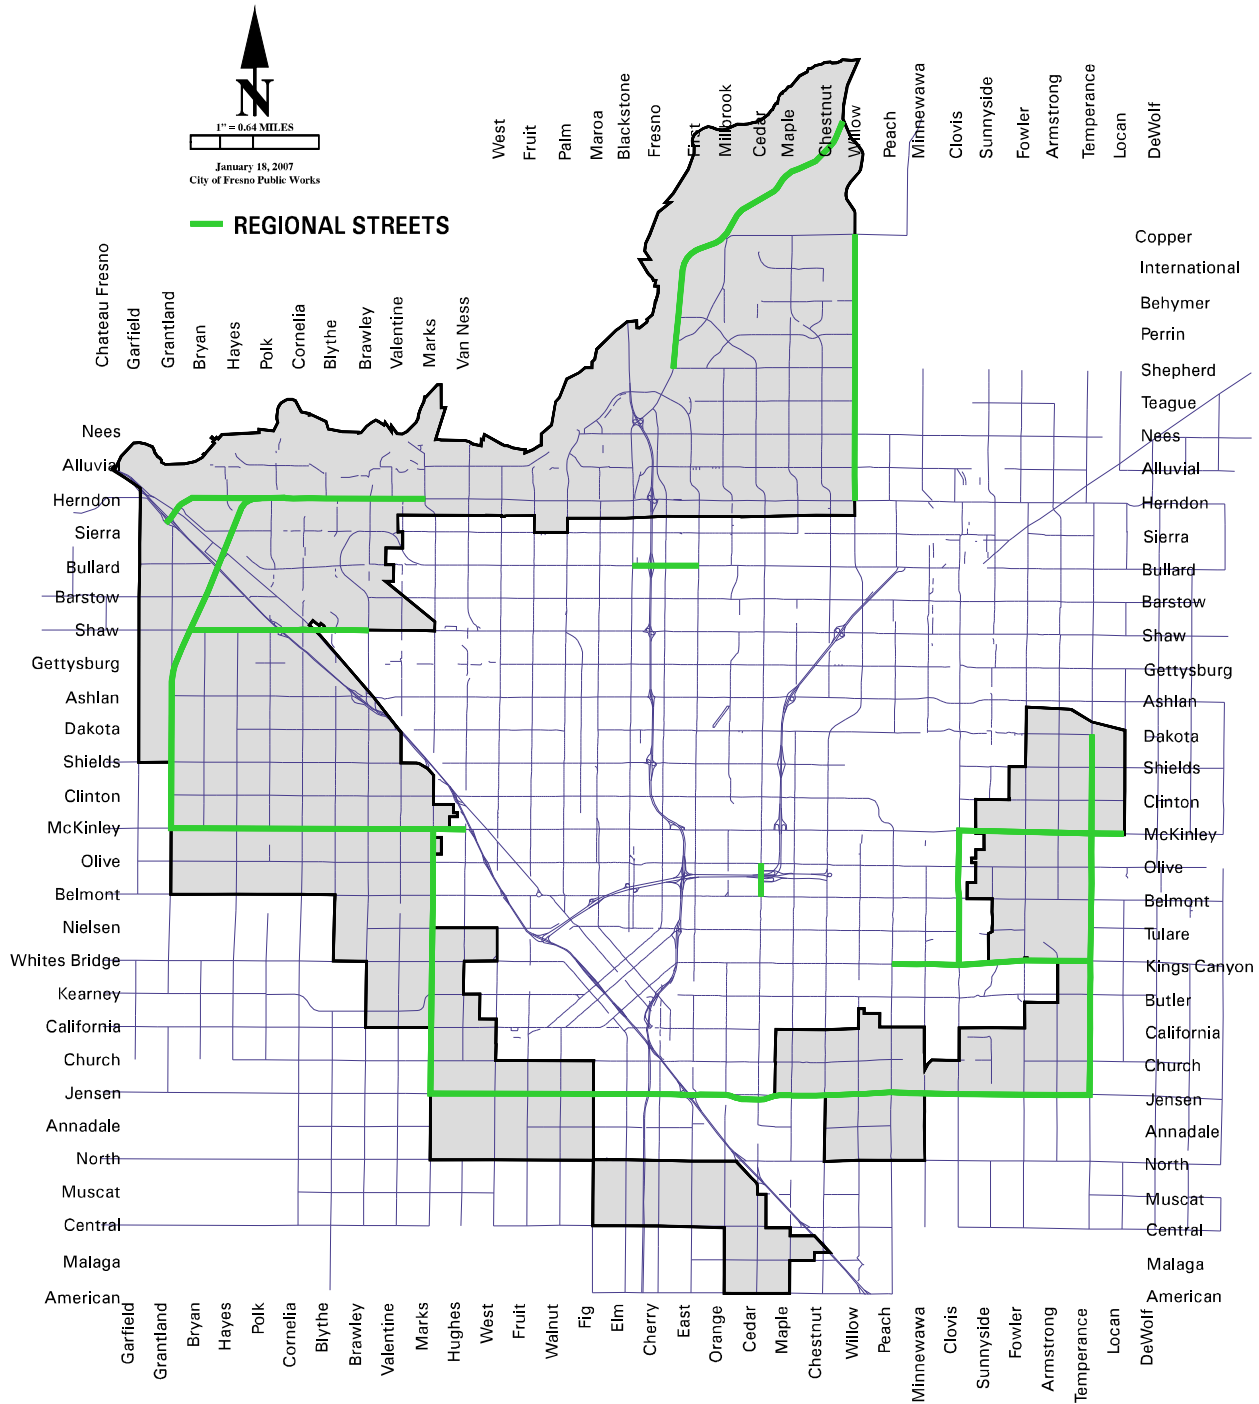 N
1" = 0.64 MILES
January 18, 2007
City of Fresno Public Works
REGIONAL STREETS
West
Fruit
Palm
Maroa
Blackstone
Fresno
First
Millbrook
Cedar
Maple
Chestnut
Willow
Peach
Minnewawa
Clovis
Sunnyside
Fowler
Armstrong
Temperance
Locan
DeWolf
Chateau Fresno
Garfield
Grantland
Bryan
Hayes
Polk
Cornelia
Blythe
Brawley
Valentine
Marks
Van Ness
Nees
Alluvial
Herndon
Sierra
Bullard
Barstow
Shaw
Gettysburg
Ashlan
Dakota
Shields
Clinton
McKinley
Olive
Belmont
Nielsen
Whites Bridge
Kearney
California
Church
Jensen
Annadale
North
Muscat
Central
Malaga
American
Copper
International
Behymer
Perrin
Shepherd
Teague
Nees
Alluvial
Herndon
Sierra
Bullard
Barstow
Shaw
Gettysburg
Ashlan
Dakota
Shields
Clinton
McKinley
Olive
Belmont
Tulare
Kings Canyon
Butler
California
Church
Jensen
Annadale
North
Muscat
Central
Malaga
American
Garfield
Grantland
Bryan
Hayes
Polk
Cornelia
Blythe
Brawley
Valentine
Marks
Hughes
West
Fruit
Walnut
Fig
Elm
Cherry
East
Orange
Cedar
Maple
Chestnut
Willow
Peach
Minnewawa
Clovis
Sunnyside
Fowler
Armstrong
Temperance
Locan
DeWolf